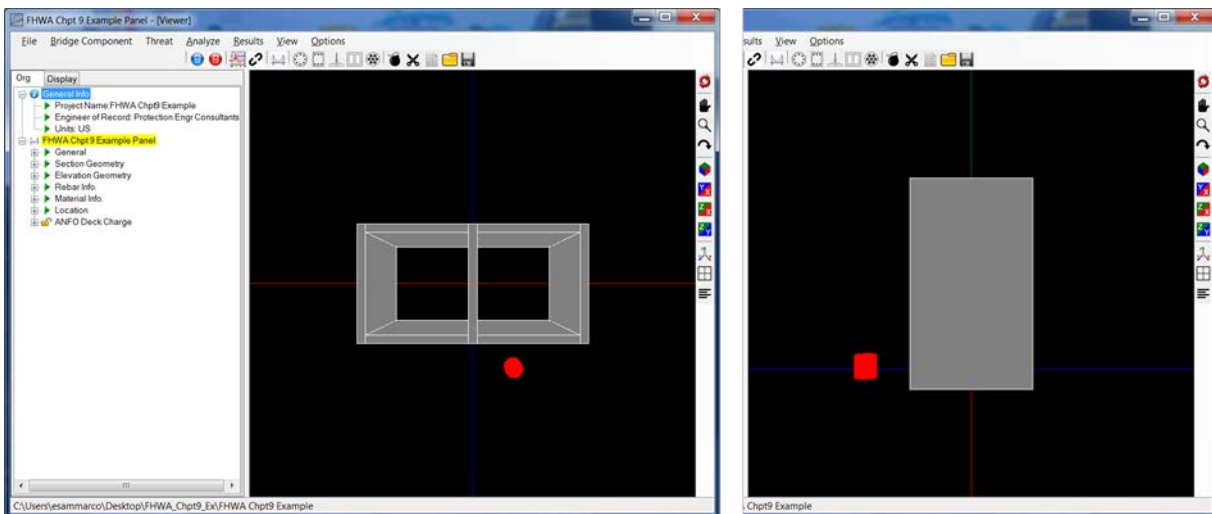 FHWA Chpt 9 Example Panel - [Viewer]
File Bridge Component Threat Analyze Results View Options
Org Display
General Info
Project Name:FHWA Chpt9 Example
Engineer of Record: Protection Engr Consultants
Units: US
FHWA Chpt 9 Example Panel
General
Section Geometry
Elevation Geometry
Rebar Info.
Material Info.
Location
ANFO Deck Charge
C:\Users\esammarco\Desktop\FHWA_Chpt9_Ex\FHWA Chpt9 Example
sults View Options
Chpt9 Example